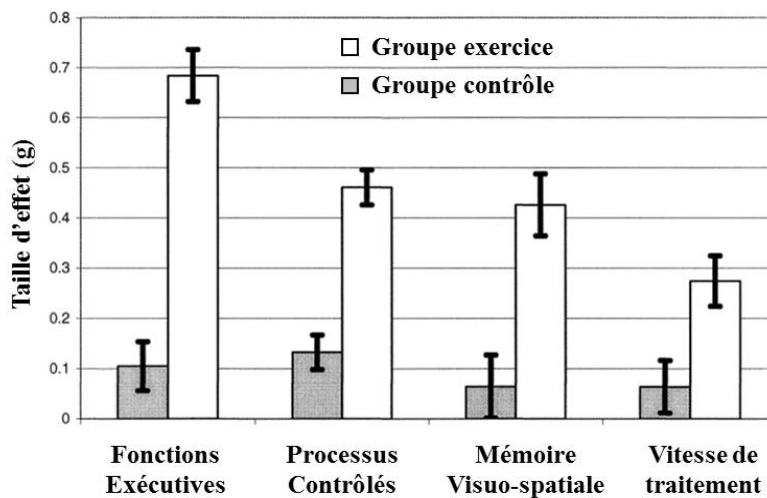 0.8
0.7
0.6
0.5
0.4
0.3
0.2
0.1
0
Taille d'effet (g)
Groupe exercice
Groupe contrôle
Fonctions
Exécutives
Processus
Contrôlés
Mémoire
Visuo-spatiale
Vitesse de
traitement